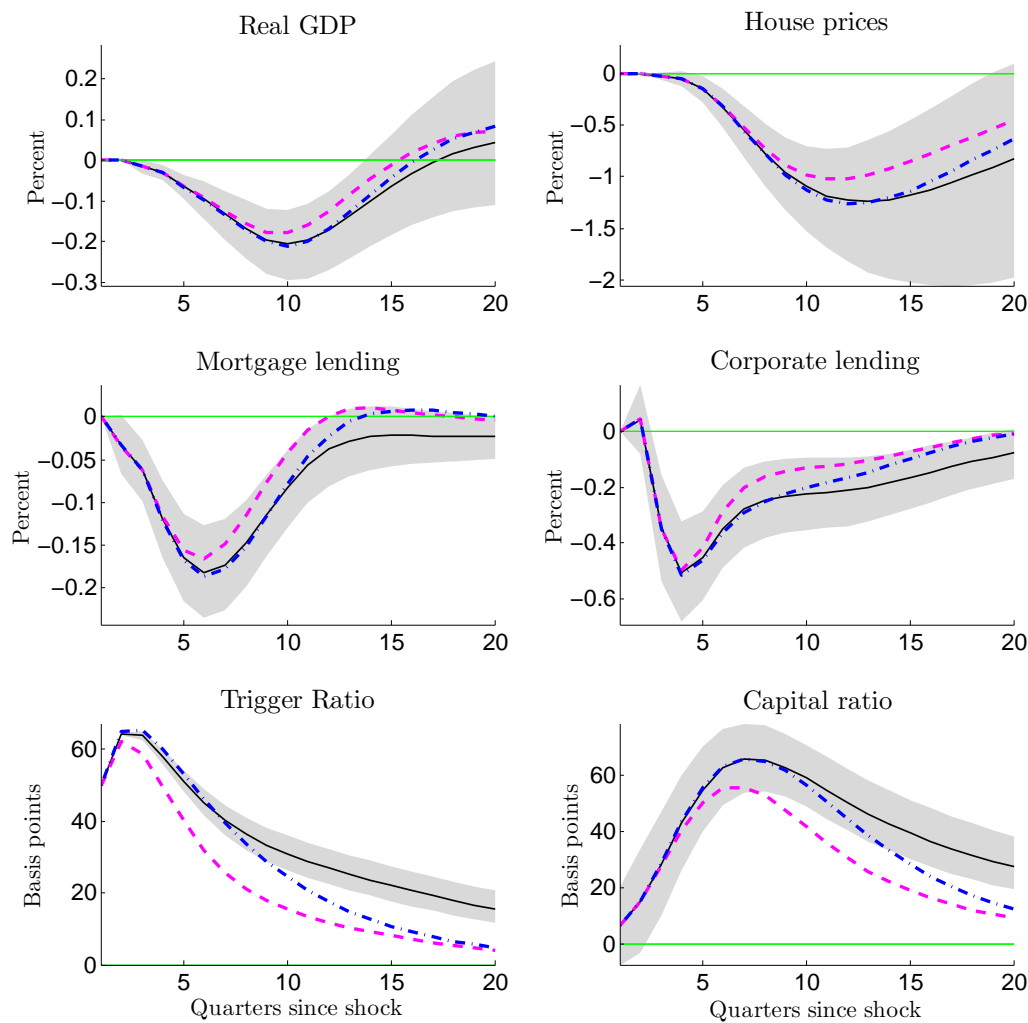 Real GDP
Percent
0.2
0.1
0
−0.1
−0.2
−0.3
5 10 15 20
House prices
Percent
0
−0.5
−1
−1.5
−2
5 10 15 20
Mortgage lending
Percent
0
−0.05
−0.1
−0.15
−0.2
5 10 15 20
Corporate lending
Percent
0
−0.2
−0.4
−0.6
5 10 15 20
Trigger Ratio
Basis points
60
40
20
0
5 10 15 20
Quarters since shock
Capital ratio
Basis points
60
40
20
0
5 10 15 20
Quarters since shock